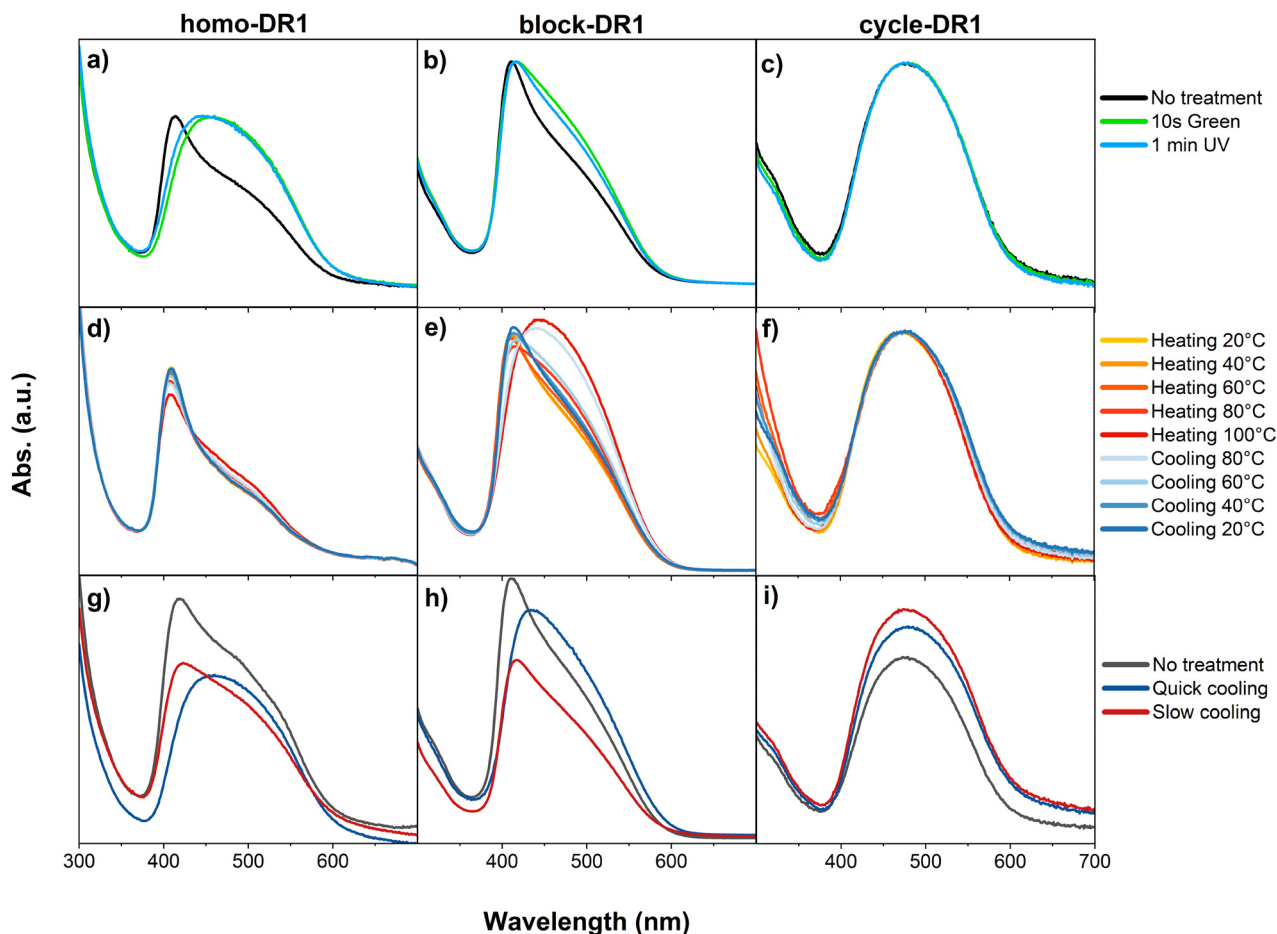 homo-DR1 block-DR1 cycle-DR1
a) b) c)
No treatment
10s Green
1 min UV
d) e) f)
Heating 20°C
Heating 40°C
Heating 60°C
Heating 80°C
Heating 100°C
Cooling 80°C
Cooling 60°C
Cooling 40°C
Cooling 20°C
Abs. (a.u.)
g) h) i)
No treatment
Quick cooling
Slow cooling
300 400 500 600 400 500 600 400 500 600 700
Wavelength (nm)